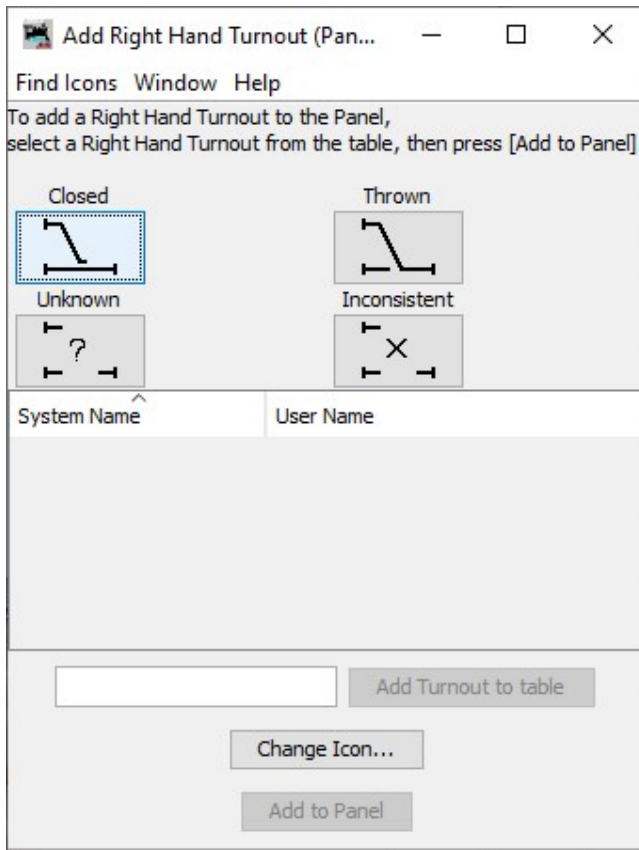 Add Right Hand Turnout (Pan...
Find Icons Window Help
To add a Right Hand Turnout to the Panel,
select a Right Hand Turnout from the table, then press [Add to Panel]
Closed Thrown
Unknown Inconsistent
? X
System Name User Name
Add Turnout to table
Change Icon...
Add to Panel